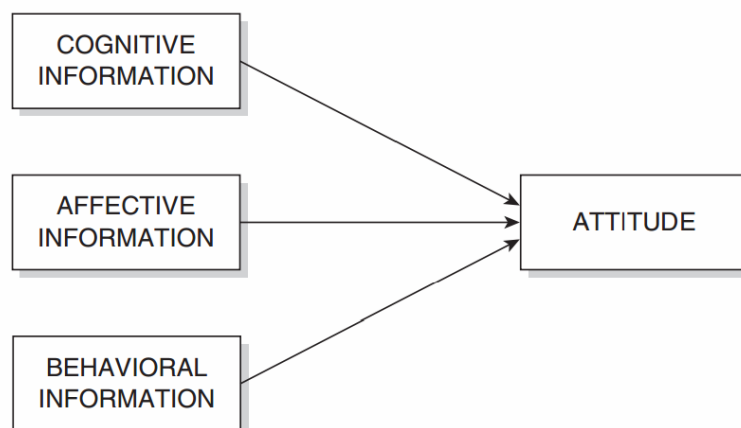 COGNITIVE
INFORMATION
AFFECTIVE
INFORMATION
ATTITUDE
BEHAVIORAL
INFORMATION